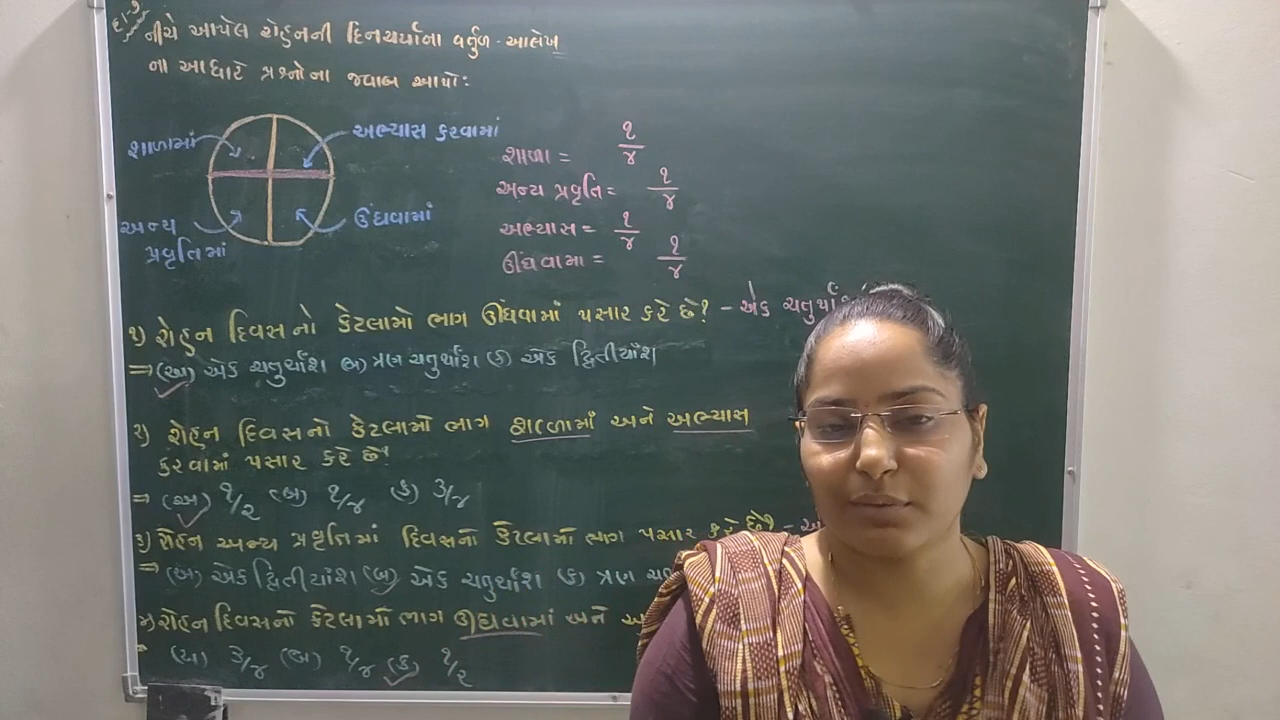 દા-૧
નીચે આપેલ રોહનની દિનચર્યાના વર્તુળ-આલેખ
ના આધારે પ્રશ્નોના જવાબ આપો:
શાળામાં
અભ્યાસ કરવામાં
અન્ય પ્રવૃતિમાં
ઊંઘવામાં
શાળા = ૧/૪
અન્ય પ્રવૃતિ = ૧/૪
અભ્યાસ = ૧/૪
ઊંઘવામા = ૧/૪
૧) રોહન દિવસનો કેટલામો ભાગ ઊંઘવામાં પસાર કરે છે? - એક ચતુર્થાંશ
⇒ (અ) એક ચતુર્થાંશ (બ) ત્રણ ચતુર્થાંશ (ક) એક દ્વિતીયાંશ
૨) રોહન દિવસનો કેટલામો ભાગ શાળામાં અને અભ્યાસ
કરવામાં પસાર કરે છે?
⇒ (અ) ૧/૨ (બ) ૧/૪ (ક) ૩/૪
૩) રોહન અન્ય પ્રવૃતિમાં દિવસનો કેટલામો ભાગ પસાર કરે છે? -
⇒ (અ) એક દ્વિતીયાંશ (બ) એક ચતુર્થાંશ (ક) ત્રણ
૪) રોહન દિવસનો કેટલામો ભાગ ઊંઘવામાં અને
(અ) ૩/૪ (બ) ૧/૪ (ક) ૧/૨